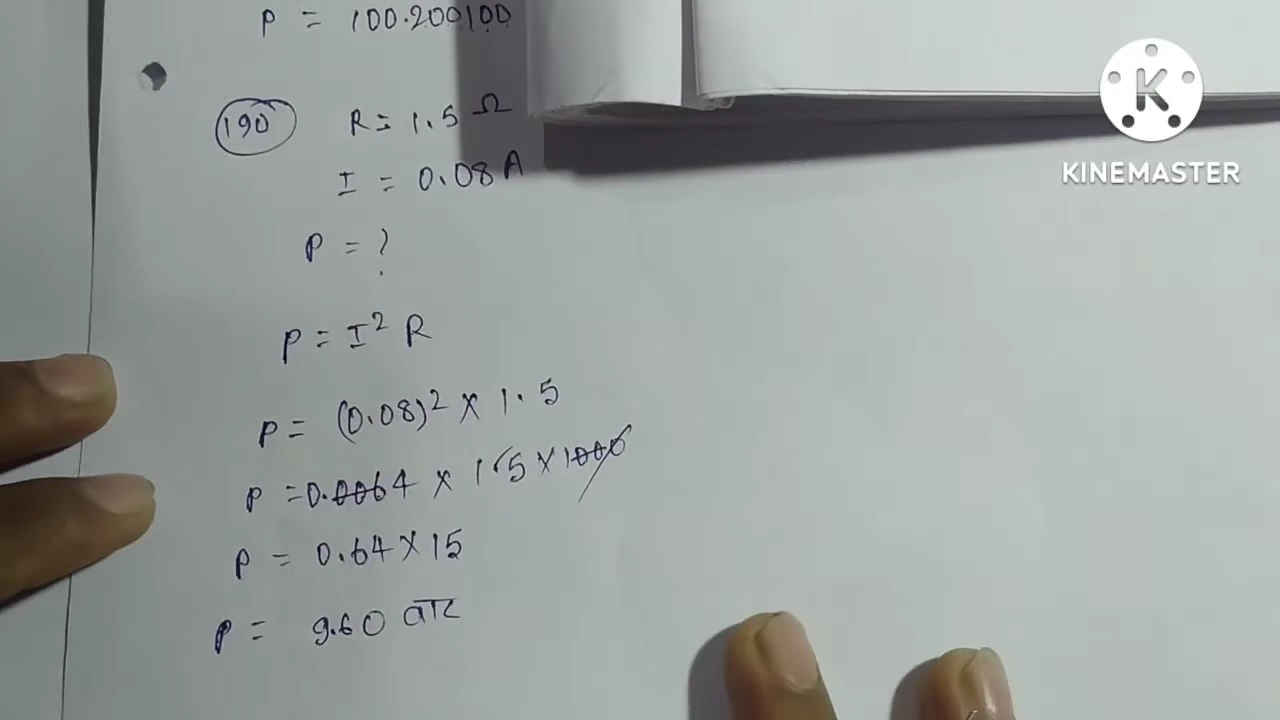 P = 100.200100
190 R = 1.5 Ω
I = 0.08 A
P = ?
P = I² R
P = (0.08)² × 1.5
P = 0.0064 × 1.5 × 1000
P = 0.64 × 15
P = 9.60
K
KINEMASTER